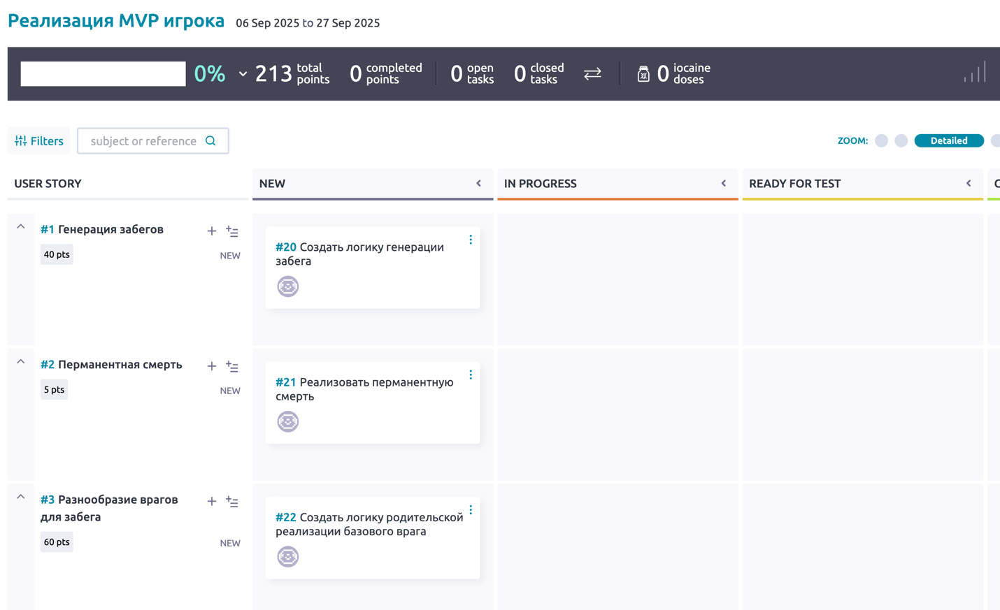 Реализация MVP игрока 06 Sep 2025 to 27 Sep 2025
0% 213 total points 0 completed points 0 open tasks 0 closed tasks 0 iocaine doses
Filters subject or reference ZOOM: Detailed
USER STORY NEW IN PROGRESS READY FOR TEST
#1 Генерация забегов
40 pts NEW
#20 Создать логику генерации
забега
#2 Перманентная смерть
5 pts NEW
#21 Реализовать перманентную
смерть
#3 Разнообразие врагов
для забега
60 pts NEW
#22 Создать логику родительской
реализации базового врага